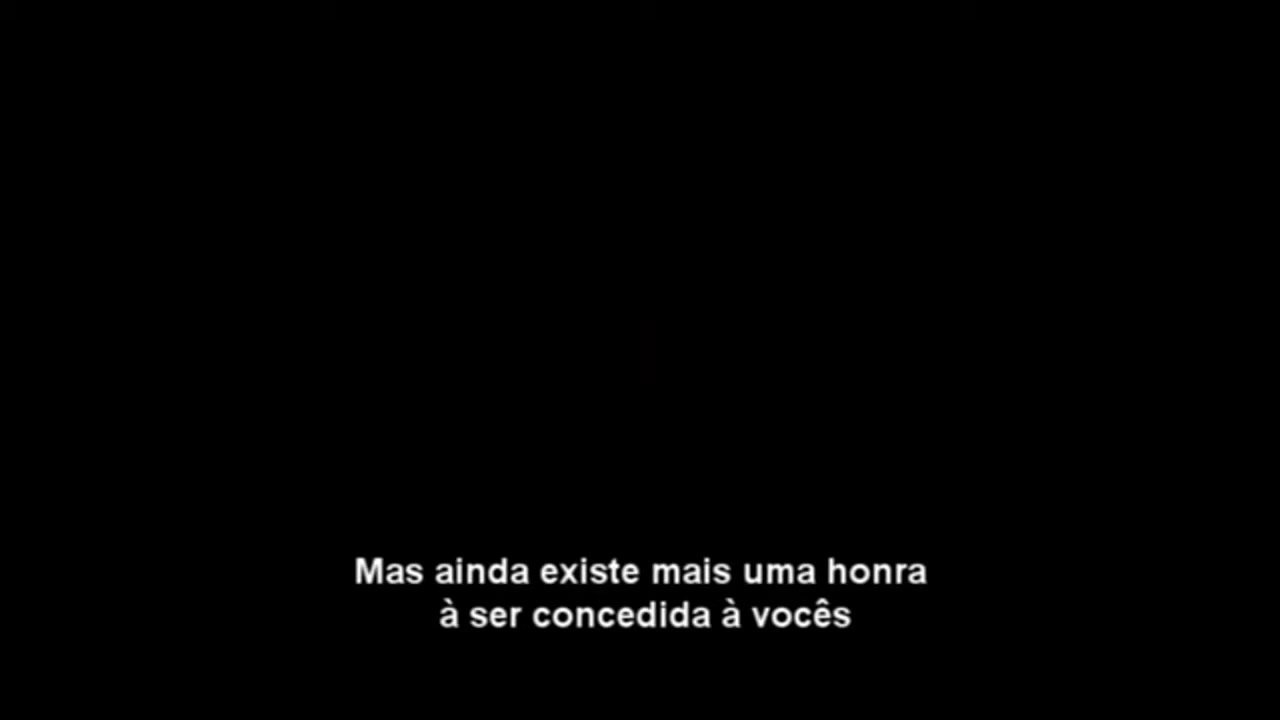 Mas ainda existe mais uma honra
à ser concedida à vocês